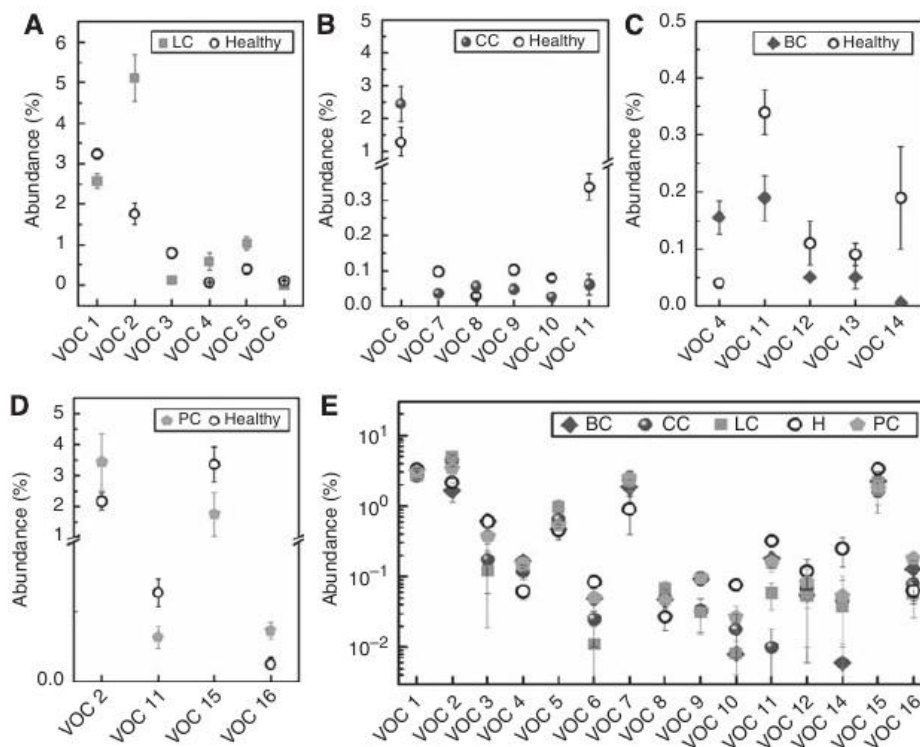 A
LC Healthy
Abundance (%)
6
5
4
3
2
1
0
VOC 1
VOC 2
VOC 3
VOC 4
VOC 5
VOC 6
B
CC Healthy
Abundance (%)
5
4
3
2
1
0.3
0.2
0.1
0.0
VOC 6
VOC 7
VOC 8
VOC 9
VOC 10
VOC 11
C
BC Healthy
Abundance (%)
0.5
0.4
0.3
0.2
0.1
0.0
VOC 4
VOC 11
VOC 12
VOC 13
VOC 14
D
PC Healthy
Abundance (%)
5
4
3
2
1
0.0
VOC 2
VOC 11
VOC 15
VOC 16
E
BC CC LC H PC
Abundance (%)
10¹
10⁰
10⁻¹
10⁻²
VOC 1
VOC 2
VOC 3
VOC 4
VOC 5
VOC 6
VOC 7
VOC 8
VOC 9
VOC 10
VOC 11
VOC 12
VOC 14
VOC 15
VOC 16